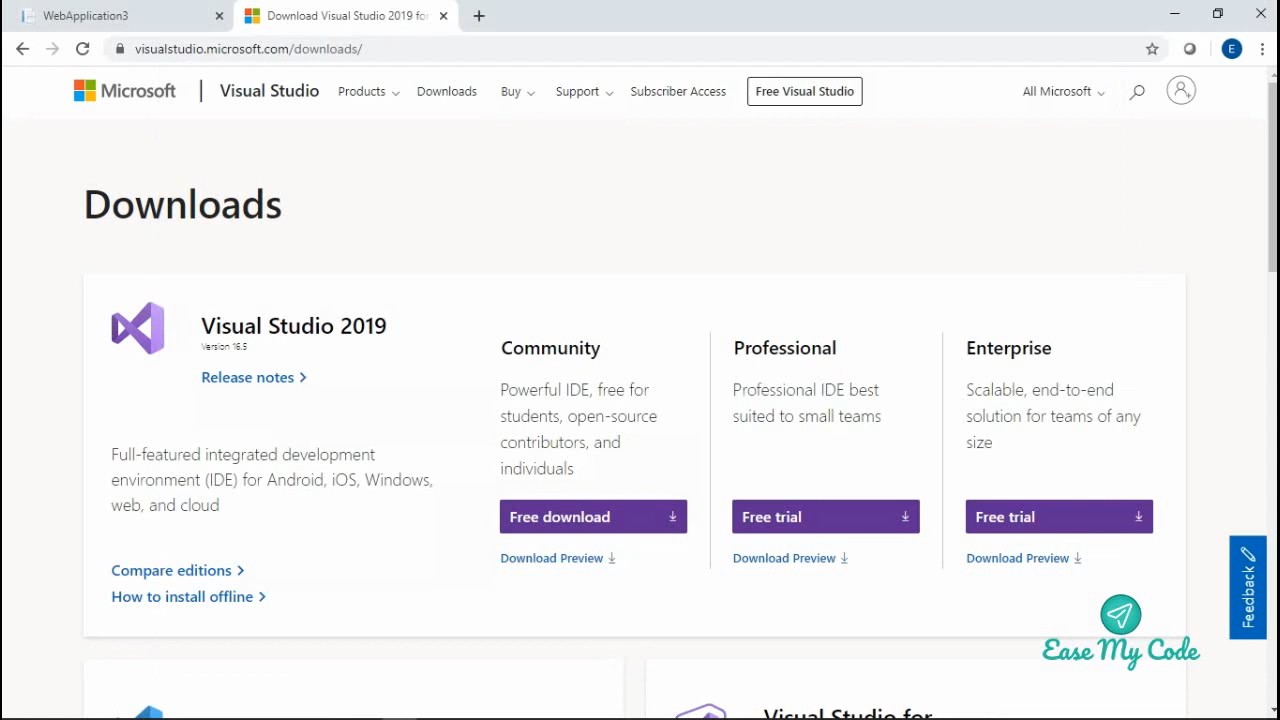 WebApplication3
Download Visual Studio 2019 for
visualstudio.microsoft.com/downloads/
E
Microsoft
Visual Studio
Products
Downloads
Buy
Support
Subscriber Access
Free Visual Studio
All Microsoft
Downloads
Visual Studio 2019
Version 16.5
Release notes
Full-featured integrated development
environment (IDE) for Android, iOS, Windows,
web, and cloud
Compare editions
How to install offline
Community
Powerful IDE, free for
students, open-source
contributors, and
individuals
Free download
Download Preview
Professional
Professional IDE best
suited to small teams
Free trial
Download Preview
Enterprise
Scalable, end-to-end
solution for teams of any
size
Free trial
Download Preview
Feedback
Ease My Code
Visual Studio for